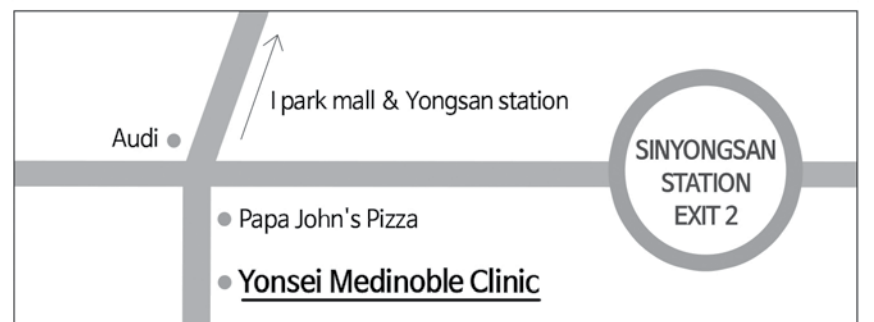 I park mall & Yongsan station
Audi
SINYONGSAN
STATION
EXIT 2
Papa John's Pizza
Yonsei Medinoble Clinic